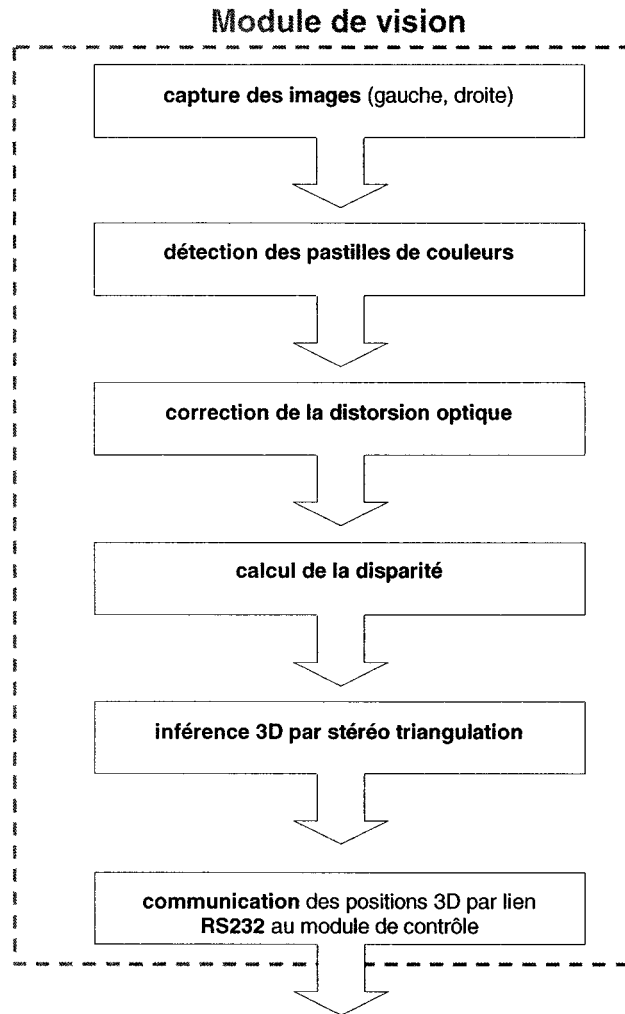 Module de vision
capture des images (gauche, droite)
détection des pastilles de couleurs
correction de la distorsion optique
calcul de la disparité
inférence 3D par stéréo triangulation
communication des positions 3D par lien
RS232 au module de contrôle